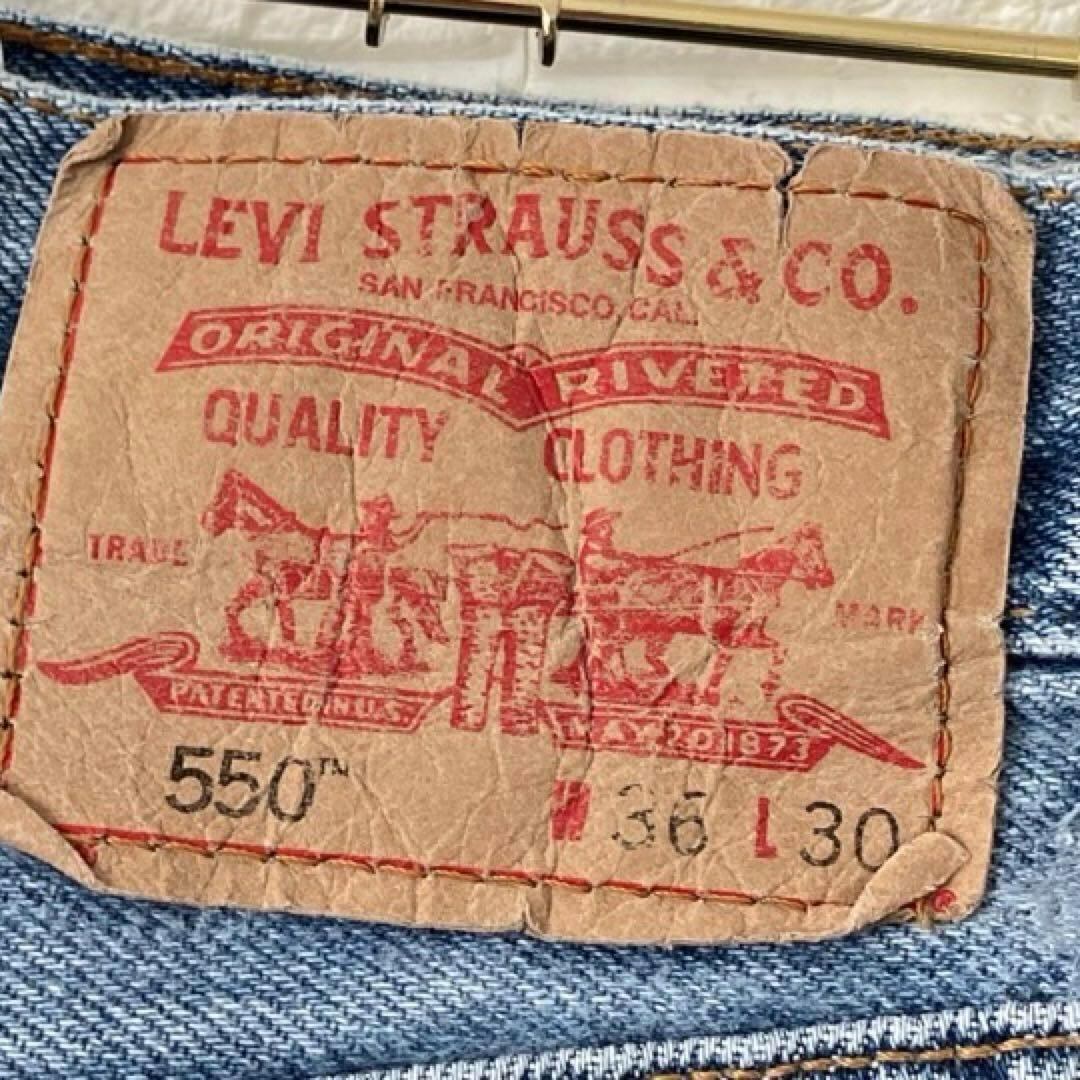 LEVI STRAUSS & CO.
SAN FRANCISCO, CAL.
ORIGINAL RIVETED
QUALITY CLOTHING
TRADE MARK
PATENTED IN U.S. MAY 20 1873
550™ W 36 L 30